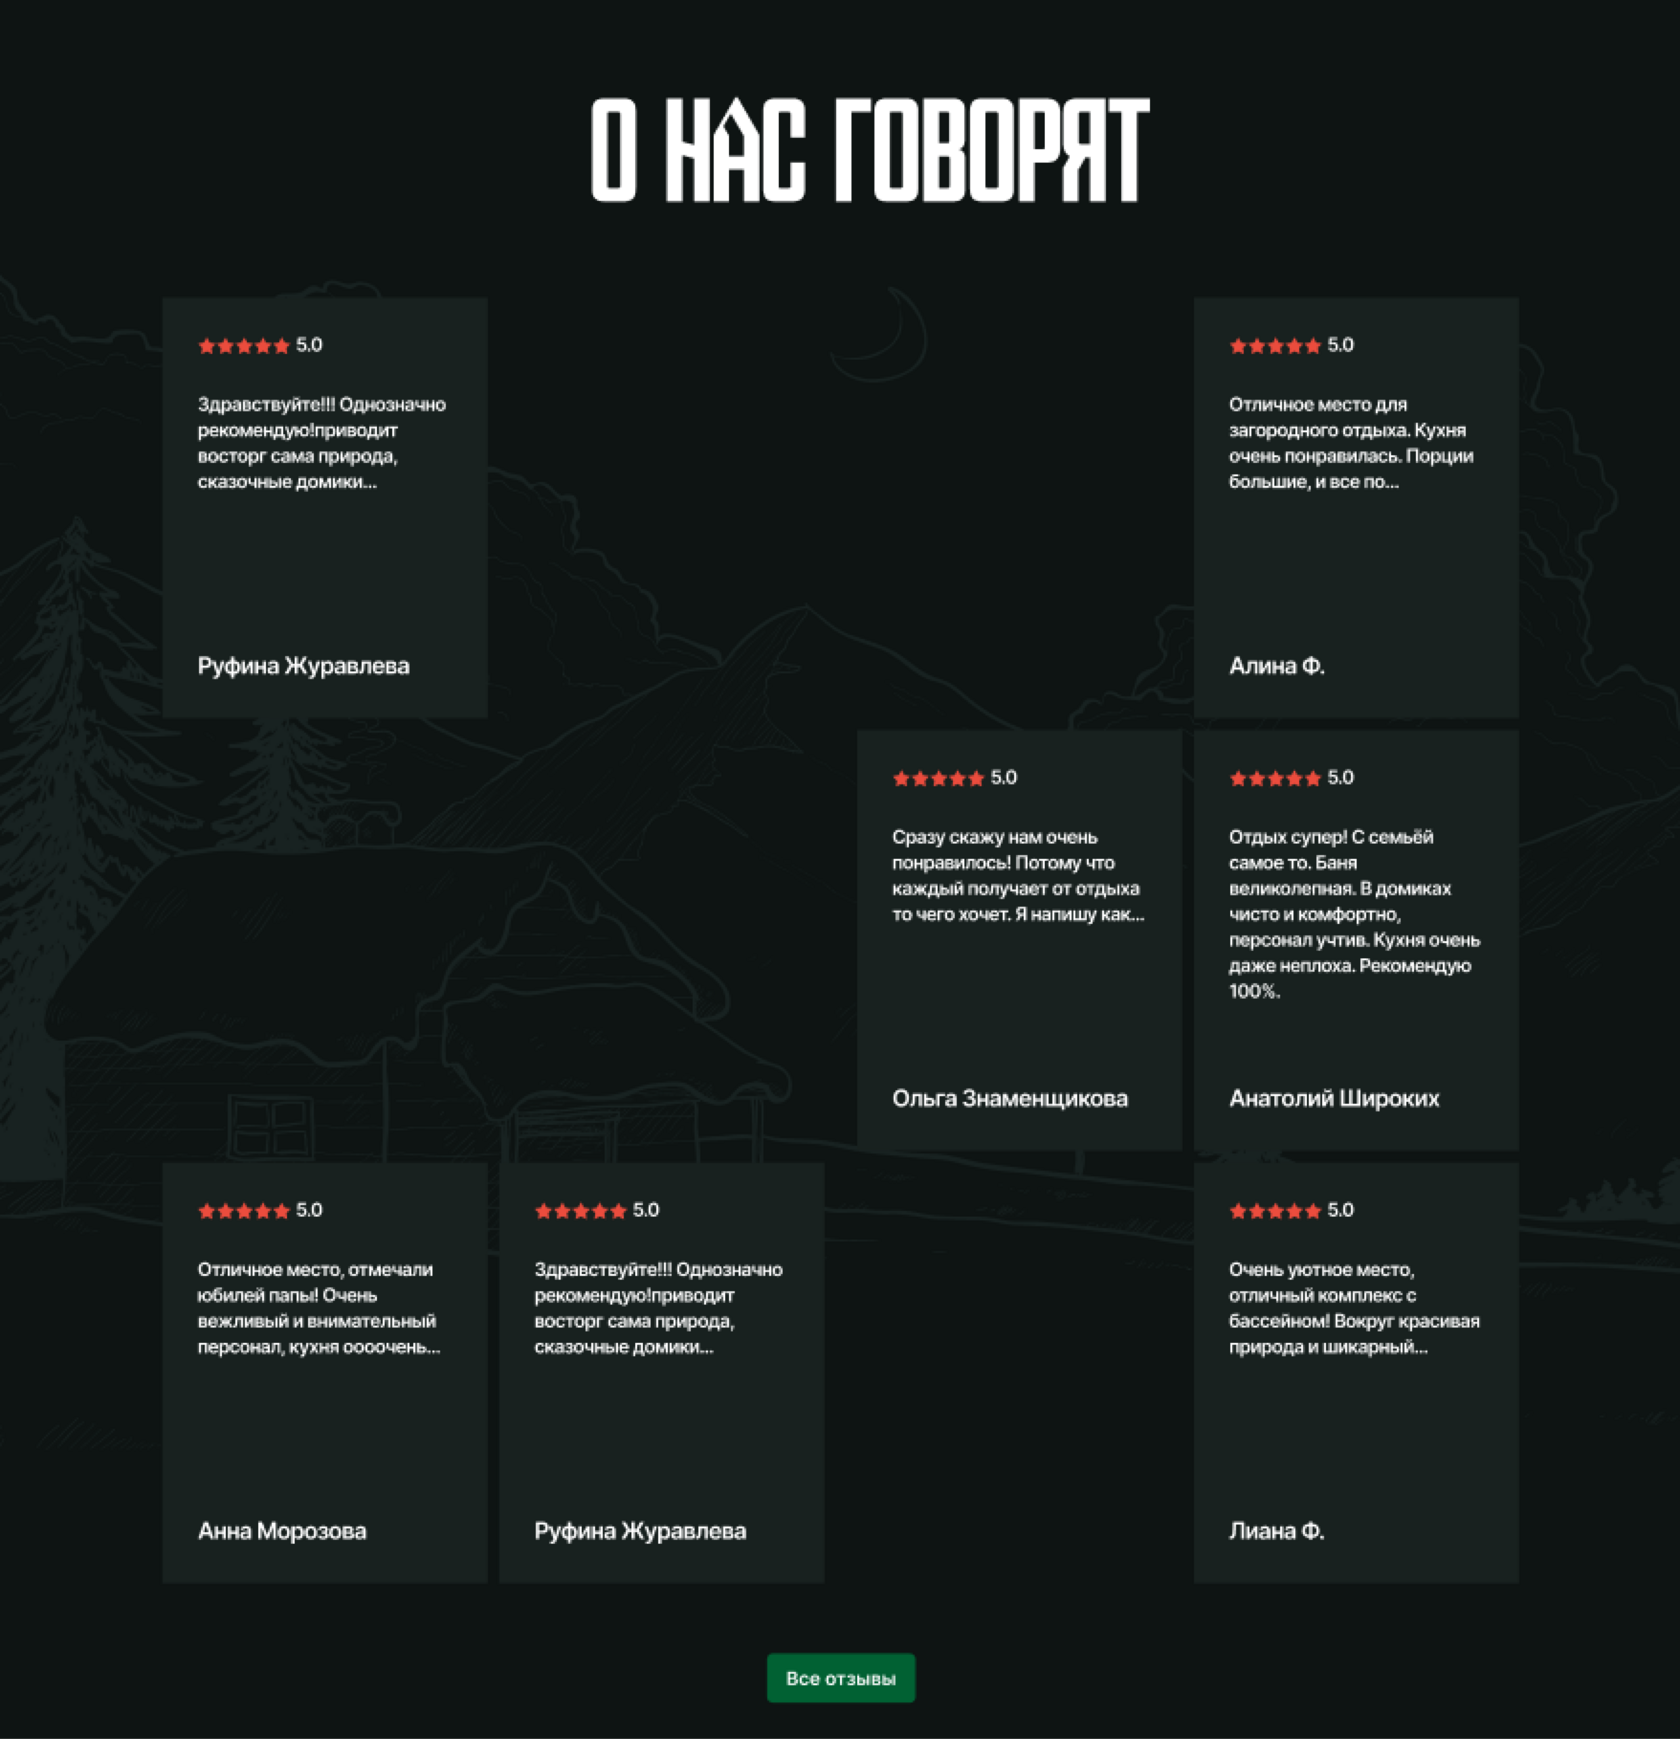 О НАС ГОВОРЯТ
5.0
Здравствуйте!!! Однозначно
рекомендую!приводит
восторг сама природа,
сказочные домики...
Руфина Журавлева
5.0
Отличное место для
загородного отдыха. Кухня
очень понравилась. Порции
большие, и все по...
Алина Ф.
5.0
Сразу скажу нам очень
понравилось! Потому что
каждый получает от отдыха
то чего хочет. Я напишу как...
Ольга Знаменщикова
5.0
Отдых супер! С семьёй
самое то. Баня
великолепная. В домиках
чисто и комфортно,
персонал учтив. Кухня очень
даже неплоха. Рекомендую
100%.
Анатолий Широких
5.0
Отличное место, отмечали
юбилей папы! Очень
вежливый и внимательный
персонал, кухня оооочень...
Анна Морозова
5.0
Здравствуйте!!! Однозначно
рекомендую!приводит
восторг сама природа,
сказочные домики...
Руфина Журавлева
5.0
Очень уютное место,
отличный комплекс с
бассейном! Вокруг красивая
природа и шикарный...
Лиана Ф.
Все отзывы